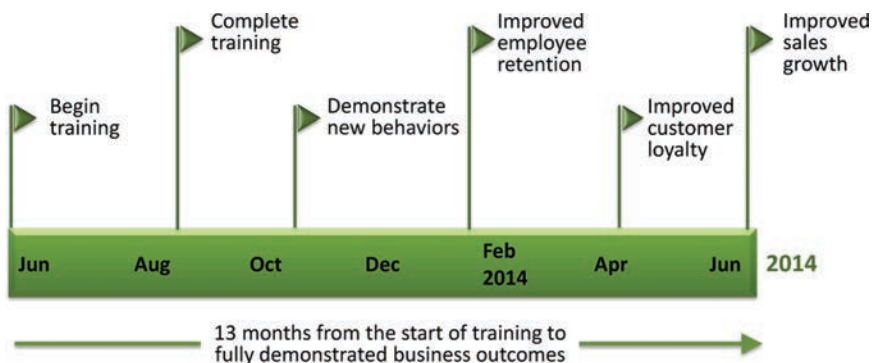 Complete
training
Improved
employee
retention
Improved
sales
growth
Begin
training
Demonstrate
new behaviors
Improved
customer
loyalty
Jun
Aug
Oct
Dec
Feb
2014
Apr
Jun
2014
13 months from the start of training to
fully demonstrated business outcomes